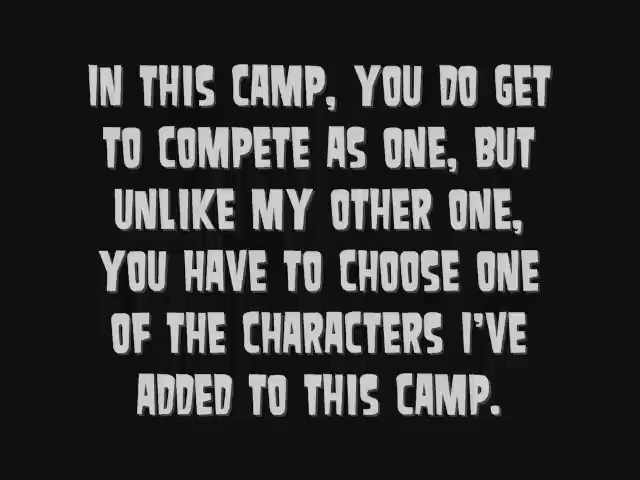 IN THIS CAMP, YOU DO GET
TO COMPETE AS ONE, BUT
UNLIKE MY OTHER ONE,
YOU HAVE TO CHOOSE ONE
OF THE CHARACTERS I'VE
ADDED TO THIS CAMP.